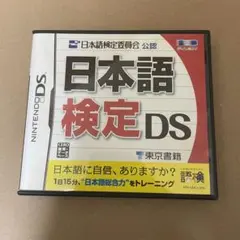 日本語検定委員会 公認
日本語
検定DS
NINTENDO DS
東京書籍
日本語に自信、ありますか？
1日15分、“日本語総合力”をトレーニング
語検